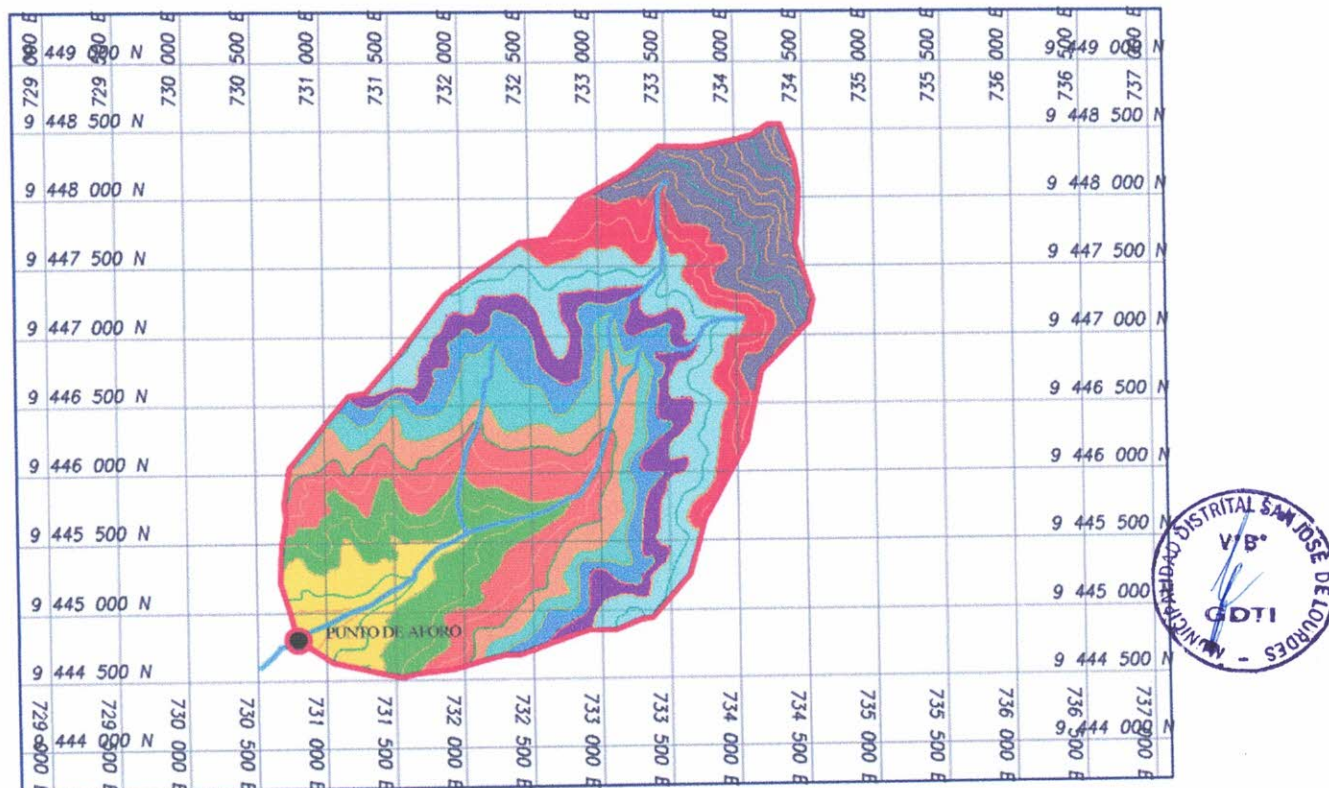 729 000 E
729 500 E
730 000 E
730 500 E
731 000 E
731 500 E
732 000 E
732 500 E
733 000 E
733 500 E
734 000 E
734 500 E
735 000 E
735 500 E
736 000 E
736 500 E
737 000 E
9 449 000 N
9 449 000 N
9 448 500 N
9 448 500 N
9 448 000 N
9 448 000 N
9 447 500 N
9 447 500 N
9 447 000 N
9 447 000 N
9 446 500 N
9 446 500 N
9 446 000 N
9 446 000 N
9 445 500 N
9 445 500 N
9 445 000 N
9 445 000 N
PUNTO DE AFORO
9 444 500 N
9 444 500 N
9 444 000 N
9 444 000 N
729 000 E
729 500 E
730 000 E
730 500 E
731 000 E
731 500 E
732 000 E
732 500 E
733 000 E
733 500 E
734 000 E
734 500 E
735 000 E
735 500 E
736 000 E
736 500 E
737 000 E
MUNICIPALIDAD DISTRITAL SAN JOSE DE LOURDES -
V°B°
GDTI